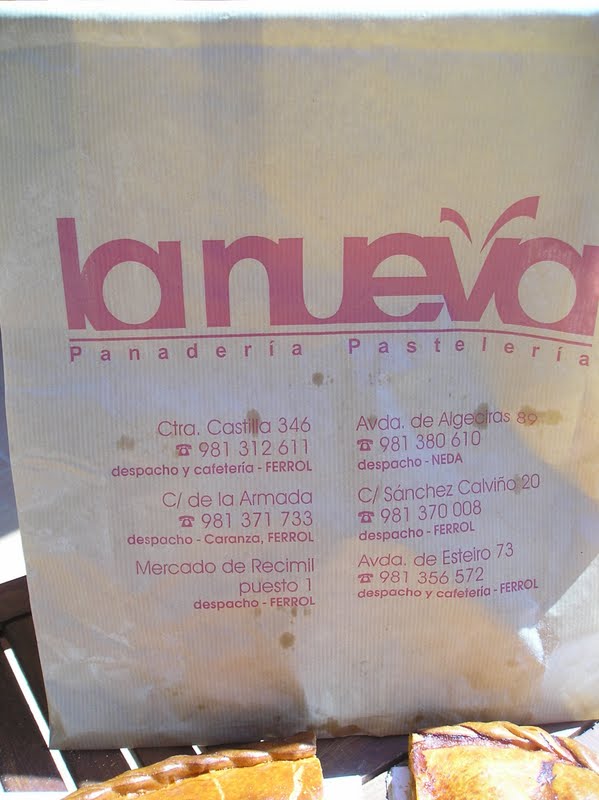 la nueva
Panadería Pastelería
Ctra. Castilla 346
☎ 981 312 611
despacho y cafetería - FERROL
C/ de la Armada
☎ 981 371 733
despacho - Caranza, FERROL
Mercado de Recimil
puesto 1
despacho - FERROL
Avda. de Algeciras 89
☎ 981 380 610
despacho - NEDA
C/ Sánchez Calviño 20
☎ 981 370 008
despacho - FERROL
Avda. de Esteiro 73
☎ 981 356 572
despacho y cafetería - FERROL